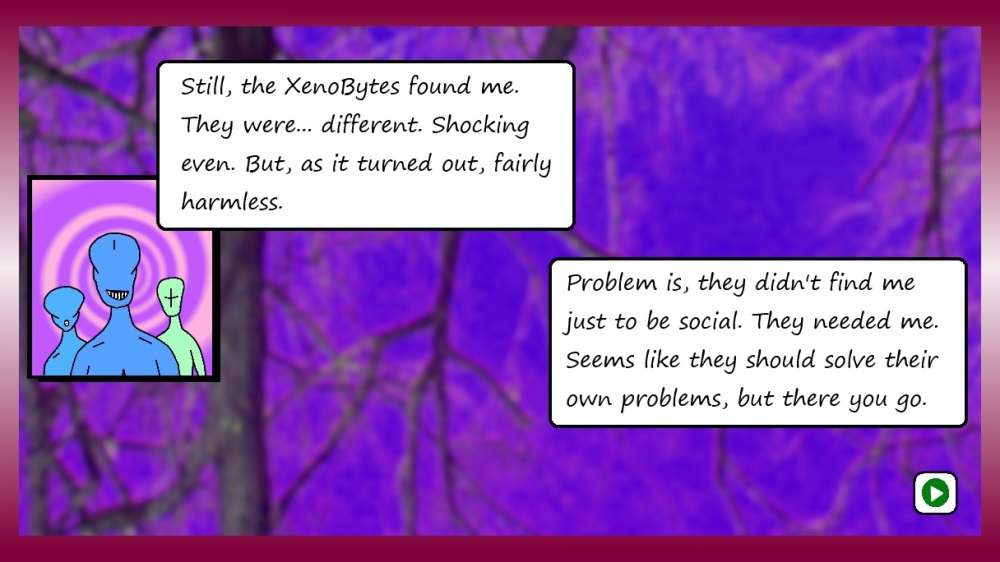 Still, the XenoBytes found me.
They were... different. Shocking
even. But, as it turned out, fairly
harmless.
Problem is, they didn't find me
just to be social. They needed me.
Seems like they should solve their
own problems, but there you go.